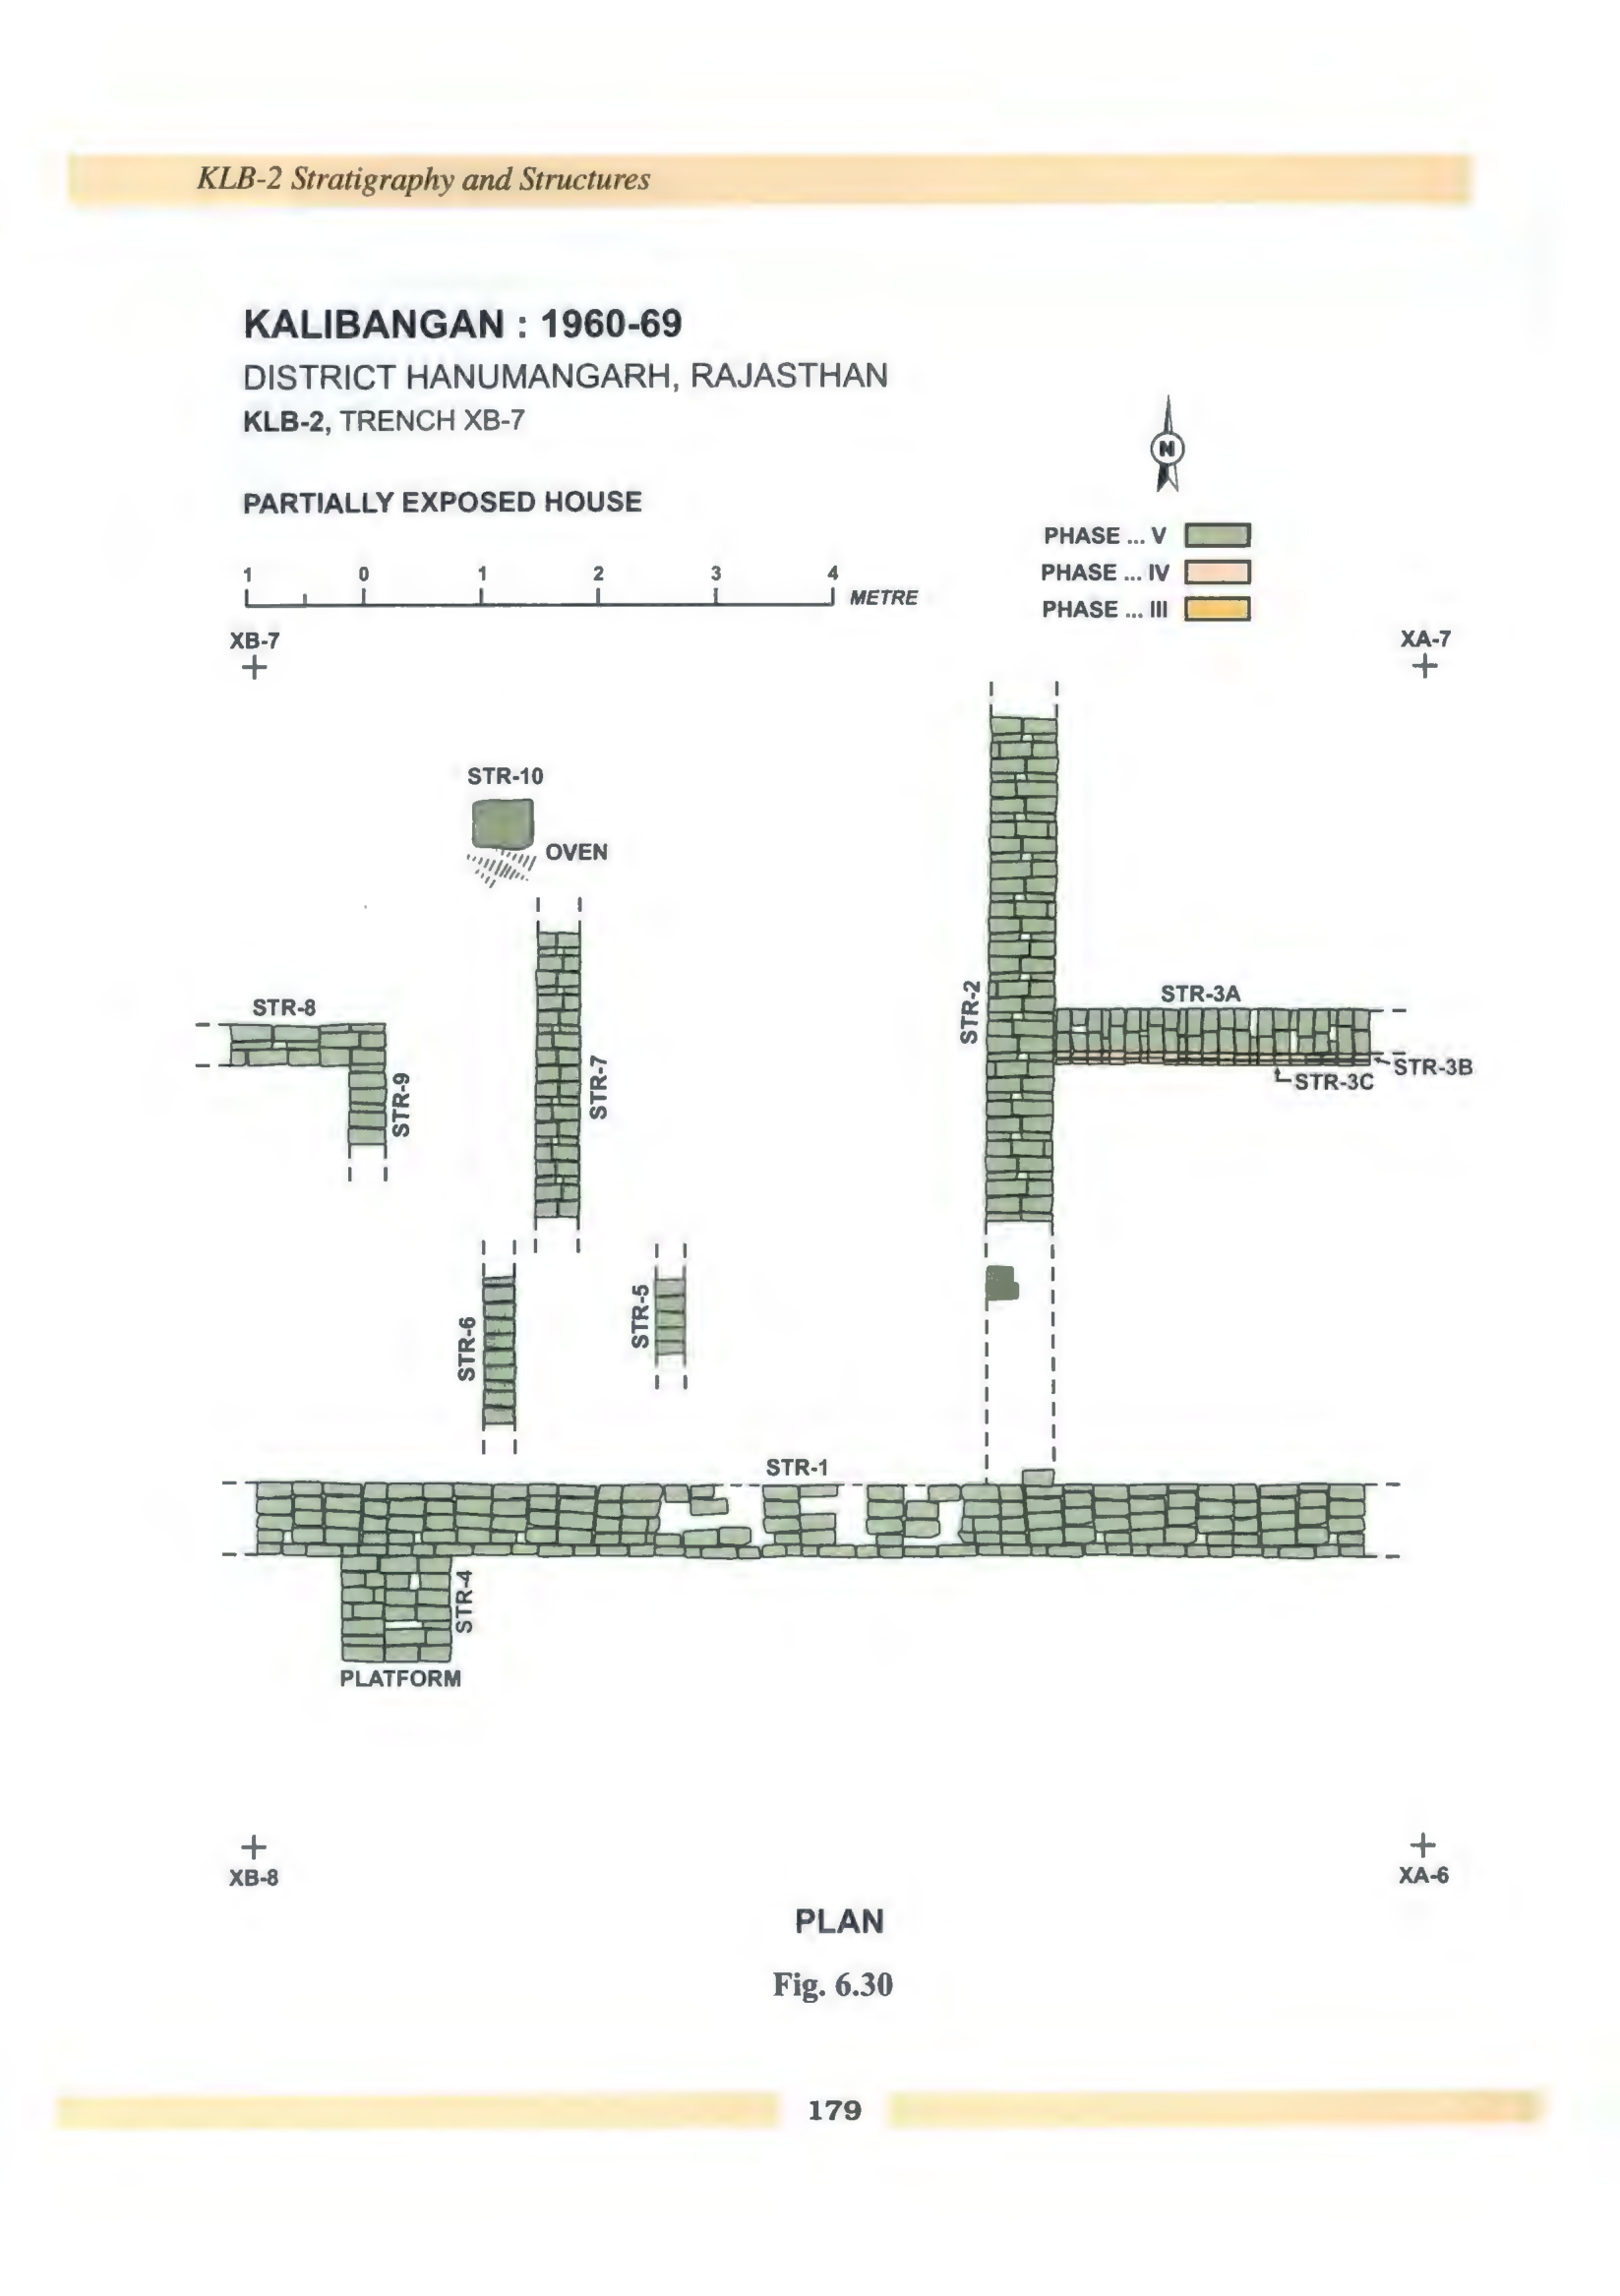 KLB-2 Stratigraphy and Structures
KALIBANGAN : 1960-69
DISTRICT HANUMANGARH, RAJASTHAN
KLB-2, TRENCH XB-7
N
PARTIALLY EXPOSED HOUSE
PHASE ... V
PHASE ... IV
PHASE ... III
1 0 1 2 3 4 METRE
XB-7
XA-7
STR-10
OVEN
STR-8
STR-9
STR-7
STR-2
STR-3A
STR-3B
STR-3C
STR-6
STR-5
STR-1
STR-4
PLATFORM
XB-8
XA-6
PLAN
Fig. 6.30
179